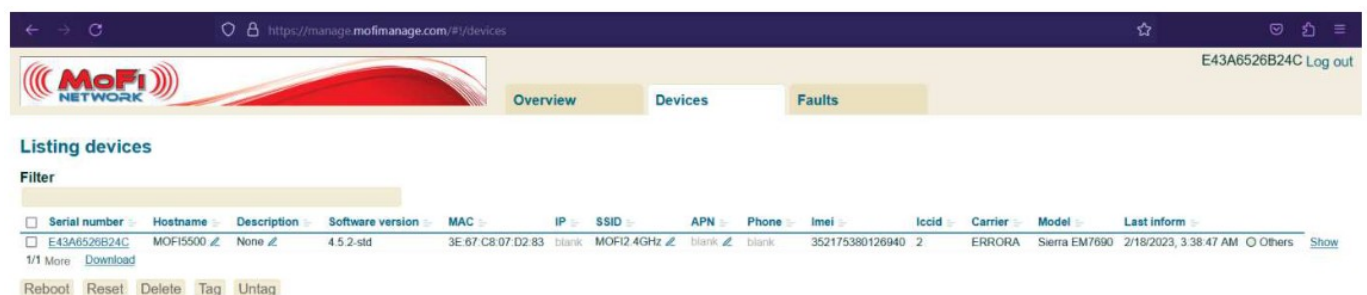 https://manage.mofimanage.com/#!/devices
MoFi
NETWORK
E43A6526B24C Log out
Overview Devices Faults
Listing devices
Filter
Serial number Hostname Description Software version MAC IP SSID APN Phone Imei Iccid Carrier Model Last inform
E43A6526B24C MOFI5500 None 4.5.2-std 3E:67:C8:07:D2:83 blank MOFI2.4GHz blank blank 352175380126940 2 ERRORA Sierra EM7690 2/18/2023, 3:38:47 AM Others Show
1/1 More Download
Reboot Reset Delete Tag Untag